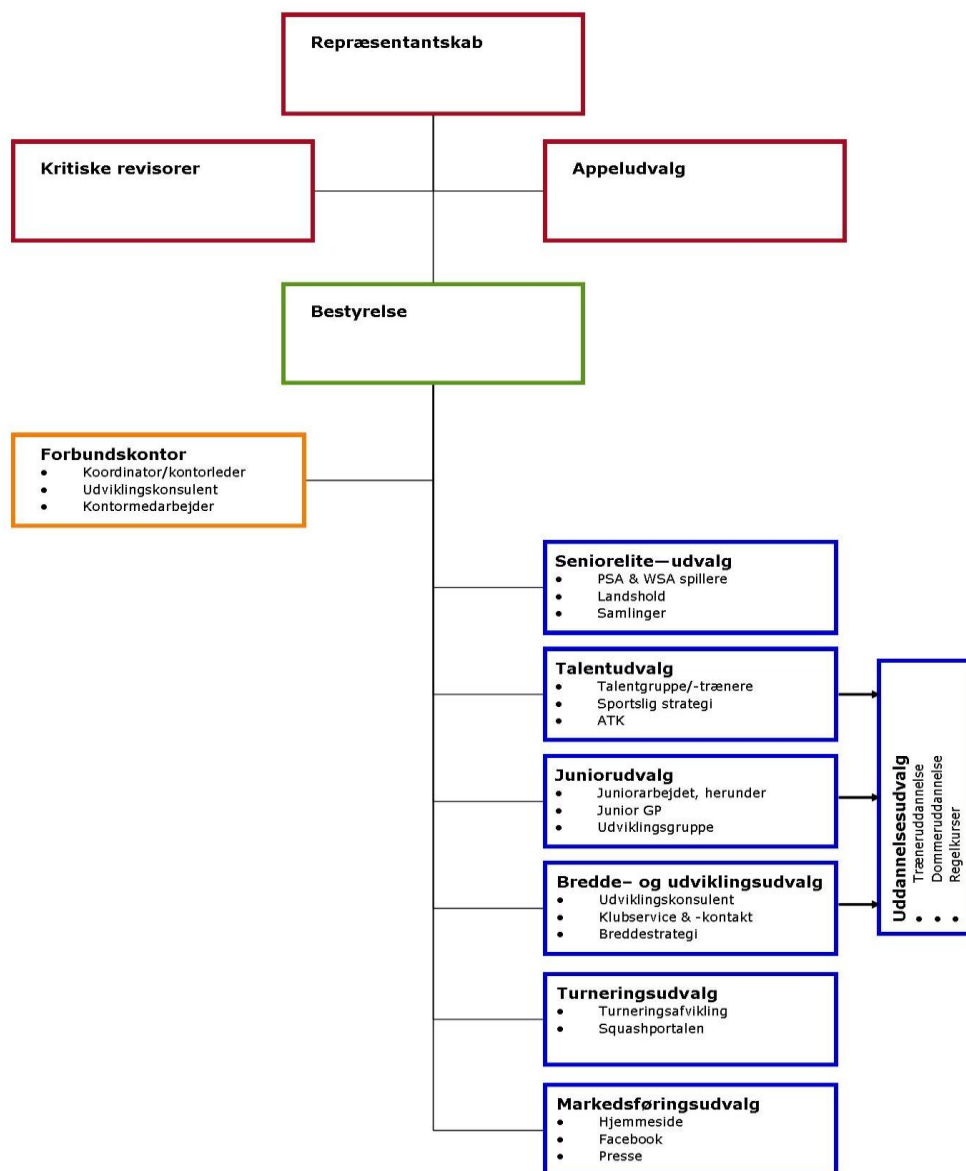 Repræsentantskab
Kritiske revisorer
Appeludvalg
Bestyrelse
Forbundskontor
• Koordinator/kontorleder
• Udviklingskonsulent
• Kontormedarbejder
Seniorelite—udvalg
• PSA & WSA spillere
• Landshold
• Samlinger
Talentudvalg
• Talentgruppe/-trænere
• Sportslig strategi
• ATK
Juniorudvalg
• Juniorarbejdet, herunder
• Junior GP
• Udviklingsgruppe
Bredde– og udviklingsudvalg
• Udviklingskonsulent
• Klubservice & -kontakt
• Breddestrategi
Uddannelsesudvalg
• Træneruddannelse
• Dommeruddannelse
• Regelkurser
Turneringsudvalg
• Turneringsafvikling
• Squashportalen
Markedsføringsudvalg
• Hjemmeside
• Facebook
• Presse